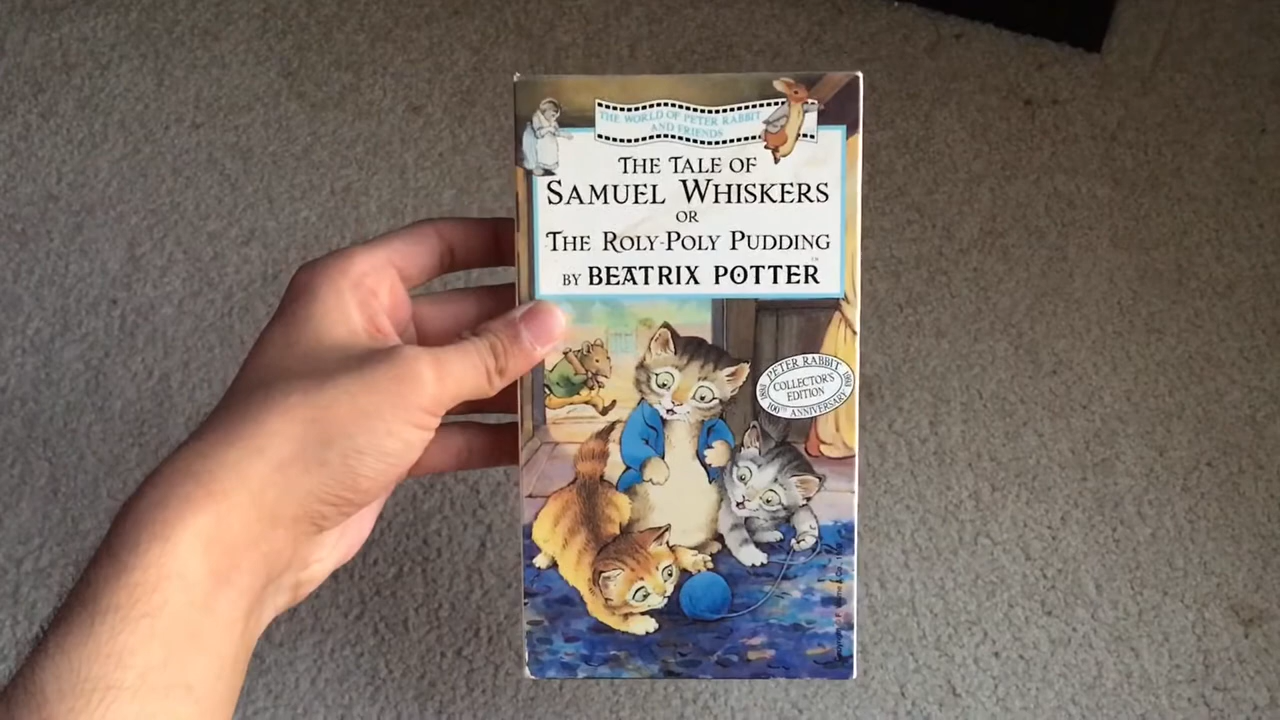 THE WORLD OF PETER RABBIT
AND FRIENDS
THE TALE OF
SAMUEL WHISKERS
OR
THE ROLY-POLY PUDDING
BY BEATRIX POTTER™
PETER RABBIT
1893
COLLECTOR'S
EDITION
1993
100TH ANNIVERSARY